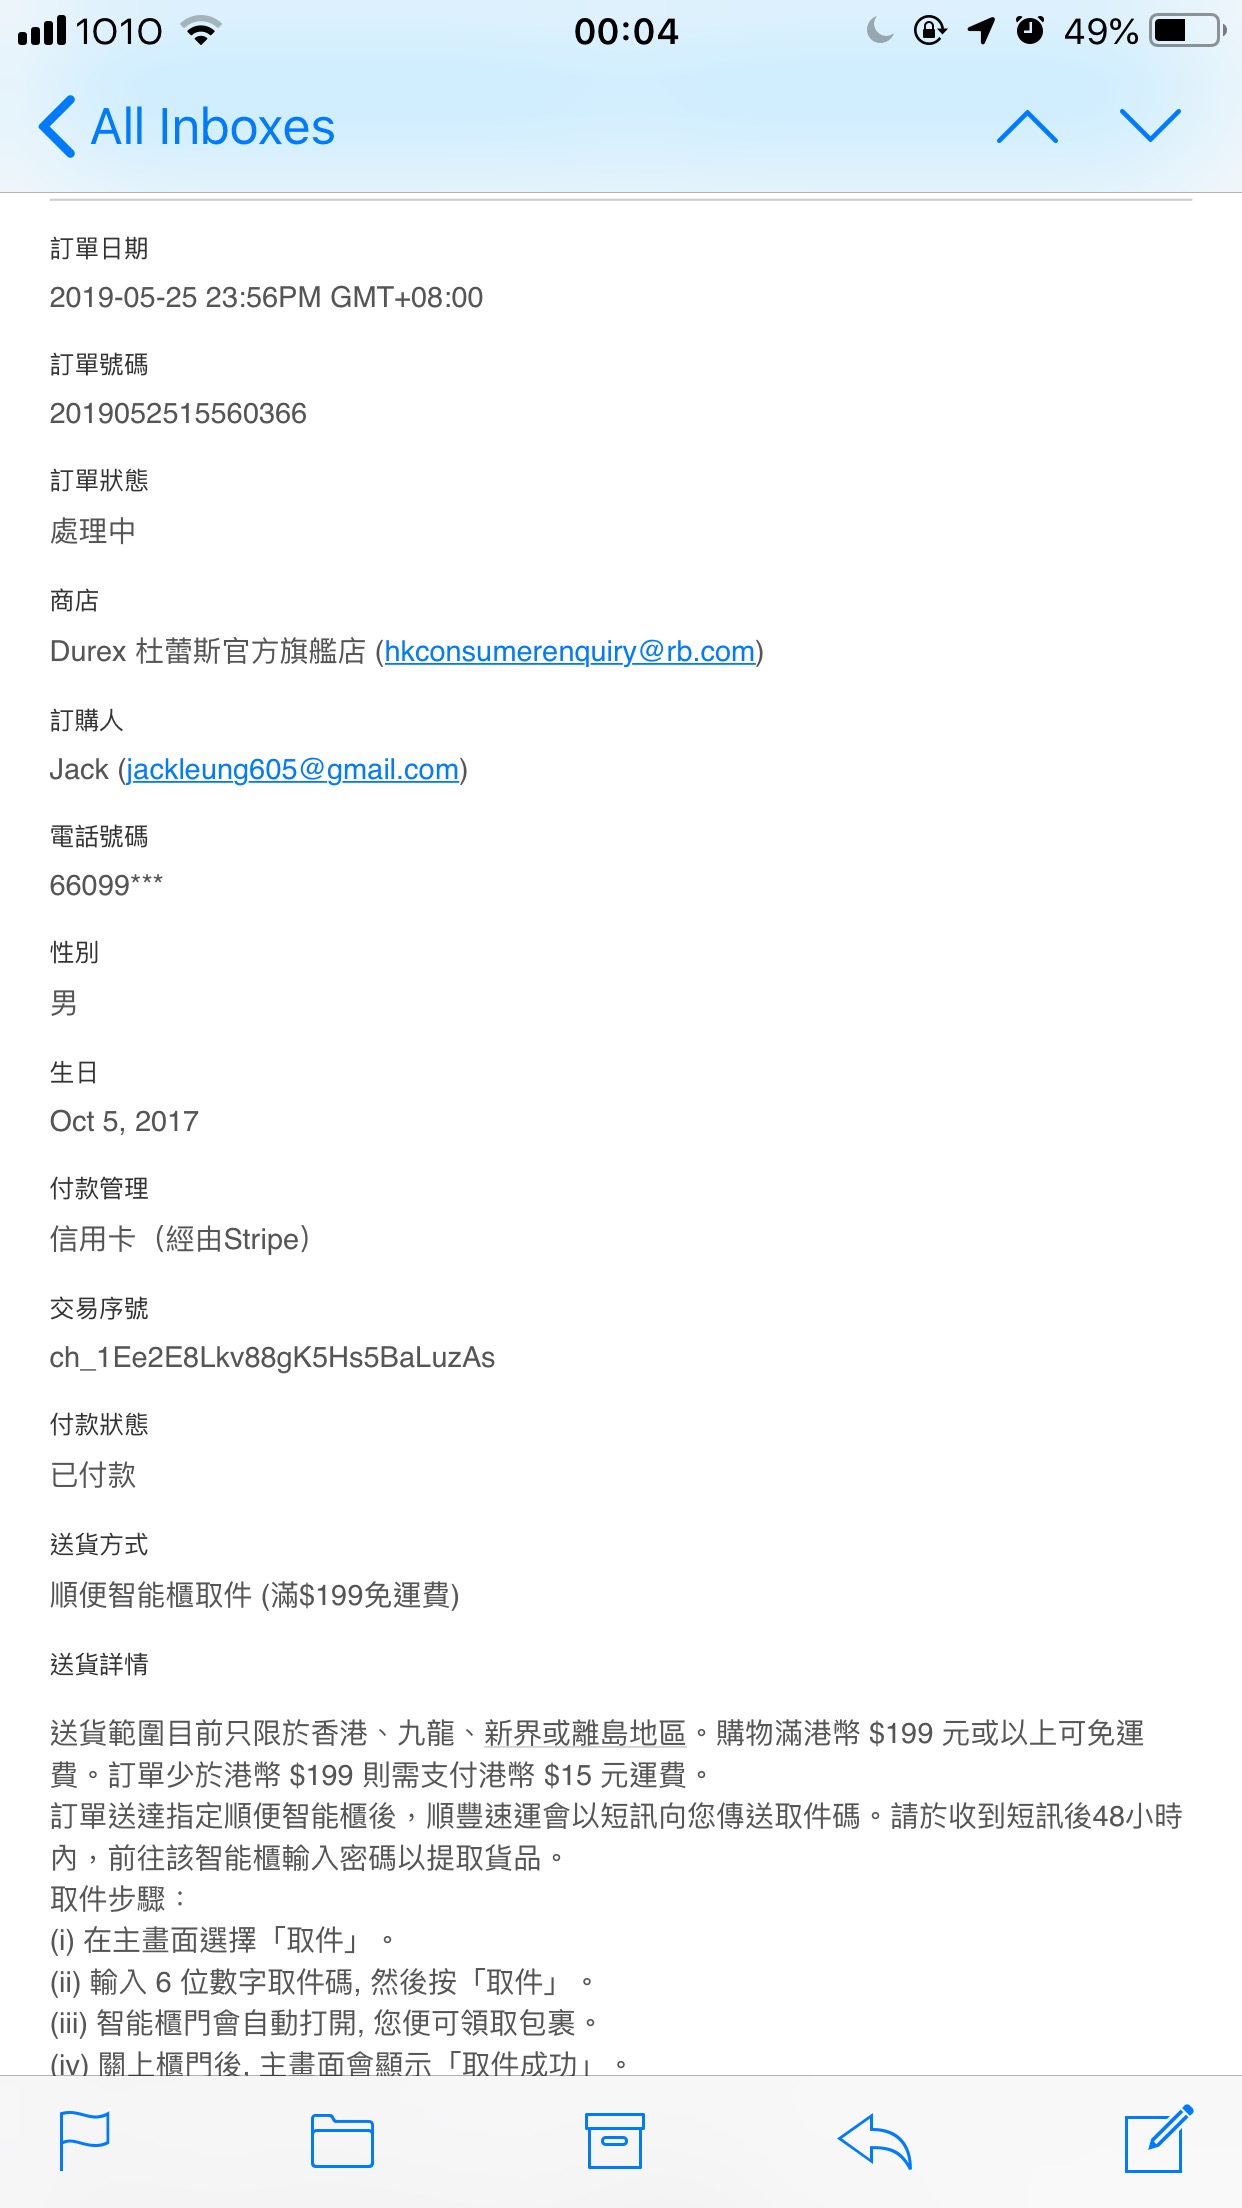 1O1O
00:04
49%
All Inboxes
訂單日期
2019-05-25 23:56PM GMT+08:00
訂單號碼
2019052515560366
訂單狀態
處理中
商店
Durex 杜蕾斯官方旗艦店 (hkconsumerenquiry@rb.com)
訂購人
Jack (jackleung605@gmail.com)
電話號碼
66099***
性別
男
生日
Oct 5, 2017
付款管理
信用卡（經由Stripe）
交易序號
ch_1Ee2E8Lkv88gK5Hs5BaLuzAs
付款狀態
已付款
送貨方式
順便智能櫃取件 (滿$199免運費)
送貨詳情
送貨範圍目前只限於香港、九龍、新界或離島地區。購物滿港幣 $199 元或以上可免運
費。訂單少於港幣 $199 則需支付港幣 $15 元運費。
訂單送達指定順便智能櫃後，順豐速運會以短訊向您傳送取件碼。請於收到短訊後48小時
內，前往該智能櫃輸入密碼以提取貨品。
取件步驟：
(i) 在主畫面選擇「取件」。
(ii) 輸入 6 位數字取件碼, 然後按「取件」。
(iii) 智能櫃門會自動打開, 您便可領取包裹。
(iv) 關上櫃門後, 主畫面會顯示「取件成功」。